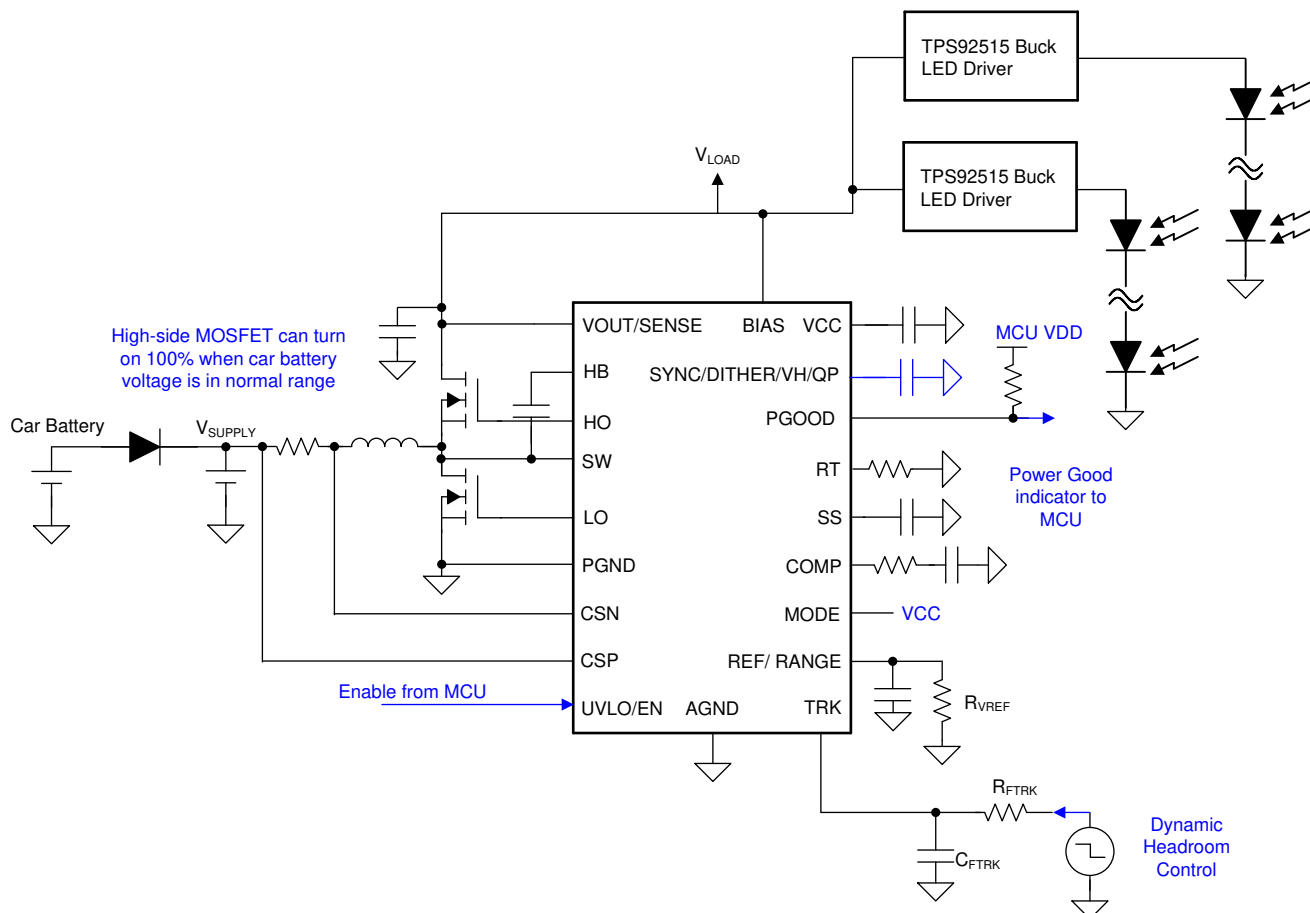 TPS92515 Buck
LED Driver
TPS92515 Buck
LED Driver
VLOAD
High-side MOSFET can turn
on 100% when car battery
voltage is in normal range
Car Battery
VSUPPLY
VOUT/SENSE
BIAS
VCC
HB
SYNC/DITHER/VH/QP
HO
PGOOD
SW
RT
LO
SS
PGND
COMP
CSN
MODE
CSP
REF/ RANGE
UVLO/EN
AGND
TRK
MCU VDD
Power Good
indicator to
MCU
VCC
Enable from MCU
RVREF
RFTRK
CFTRK
Dynamic
Headroom
Control